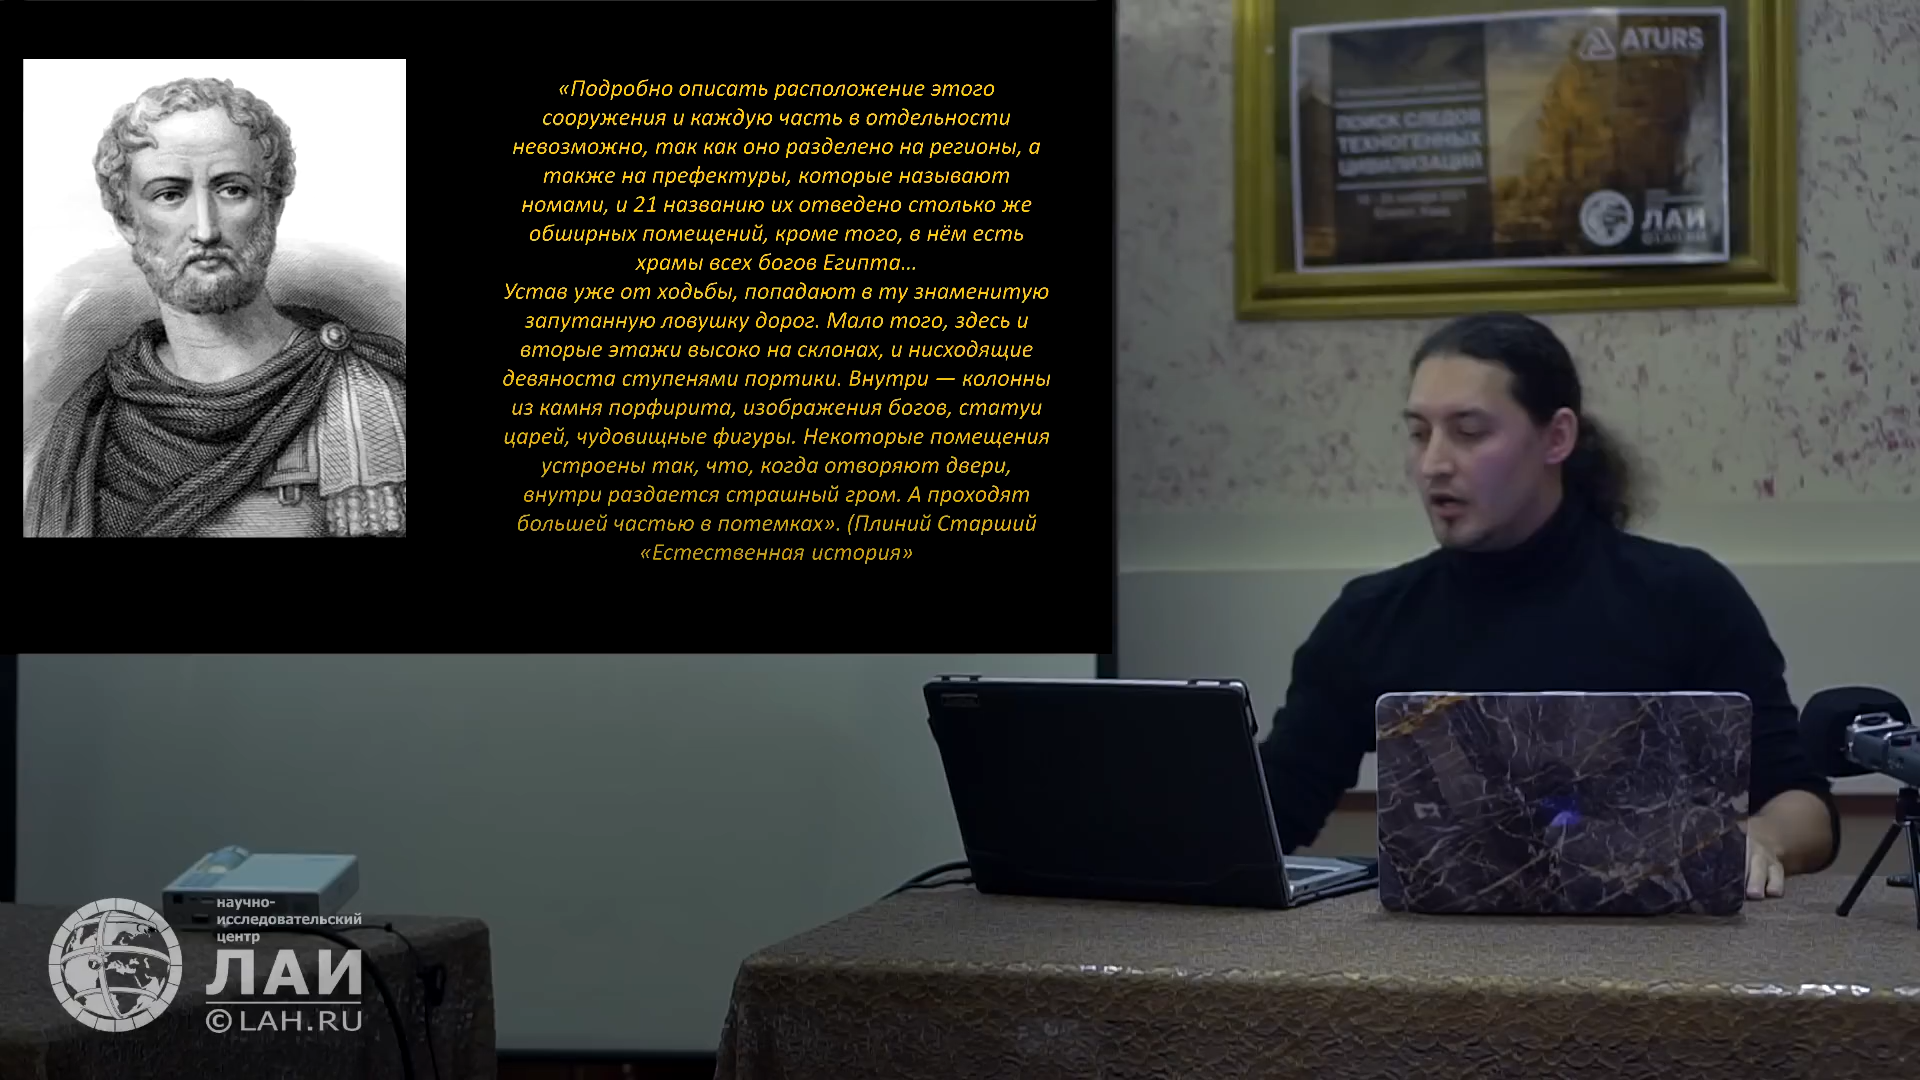 «Подробно описать расположение этого
сооружения и каждую часть в отдельности
невозможно, так как оно разделено на регионы, а
также на префектуры, которые называют
номами, и 21 названию их отведено столько же
обширных помещений, кроме того, в нём есть
храмы всех богов Египта...
Устав уже от ходьбы, попадают в ту знаменитую
запутанную ловушку дорог. Мало того, здесь и
вторые этажи высоко на склонах, и нисходящие
девяноста ступенями портики. Внутри — колонны
из камня порфирита, изображения богов, статуи
царей, чудовищные фигуры. Некоторые помещения
устроены так, что, когда отворяют двери,
внутри раздается страшный гром. А проходят
большей частью в потемках». (Плиний Старший
«Естественная история»
ATURS
ПОИСК СЛЕДОВ
ТЕХНОГЕННЫХ
ЦИВИЛИЗАЦИЙ
ЛАИ
научно-
исследовательский
центр
ЛАИ
© LAH.RU